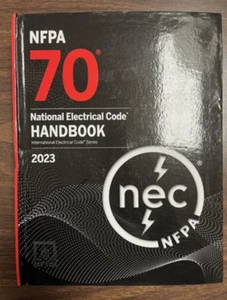 NFPA
70®
National Electrical Code®
HANDBOOK
International Electrical Code® Series
2023
nec®
NFPA